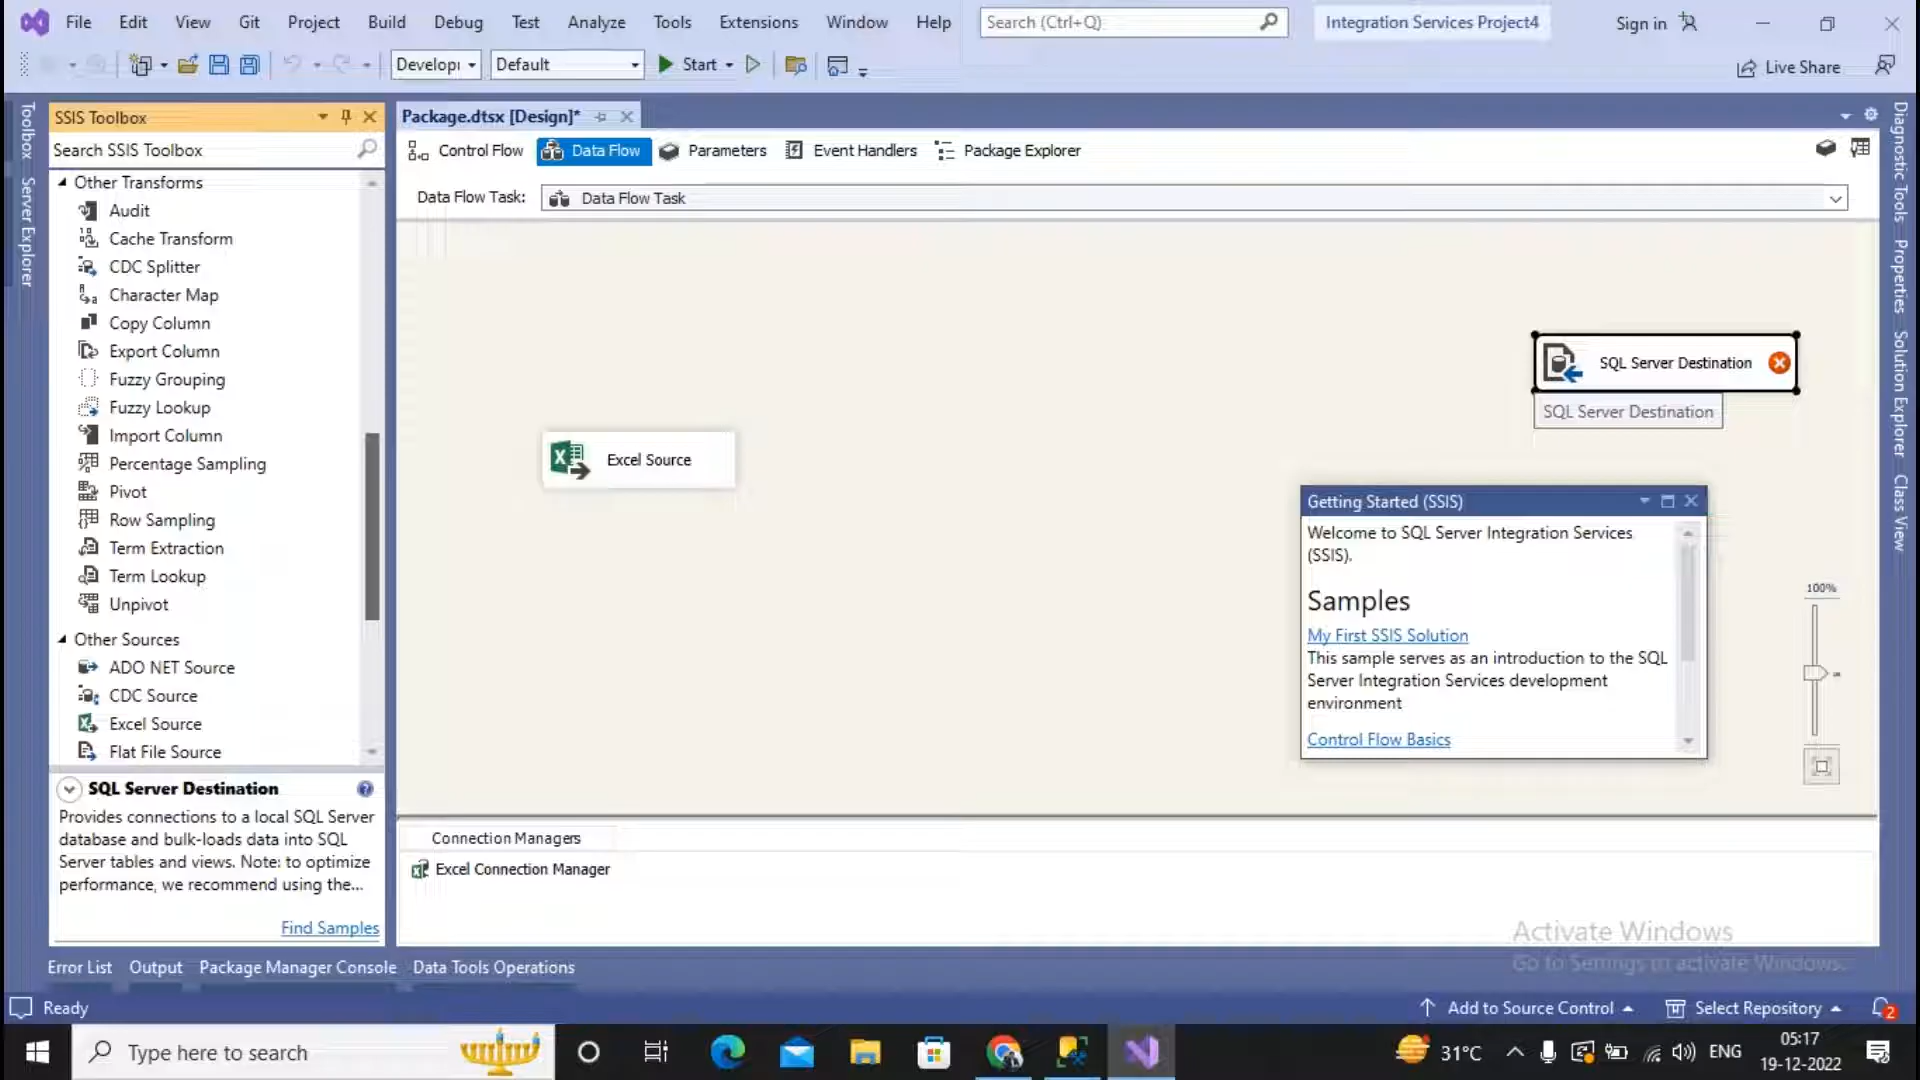 File Edit View Git Project Build Debug Test Analyze Tools Extensions Window Help Search (Ctrl+Q) Integration Services Project4 Sign in
Developi Default Start Live Share
Toolbox
Server Explorer
SSIS Toolbox
Search SSIS Toolbox
Other Transforms
Audit
Cache Transform
CDC Splitter
Character Map
Copy Column
Export Column
Fuzzy Grouping
Fuzzy Lookup
Import Column
Percentage Sampling
Pivot
Row Sampling
Term Extraction
Term Lookup
Unpivot
Other Sources
ADO NET Source
CDC Source
Excel Source
Flat File Source
SQL Server Destination
Provides connections to a local SQL Server
database and bulk-loads data into SQL
Server tables and views. Note: to optimize
performance, we recommend using the...
Find Samples
Package.dtsx [Design]*
Control Flow Data Flow Parameters Event Handlers Package Explorer
Data Flow Task: Data Flow Task
SQL Server Destination
SQL Server Destination
Excel Source
Getting Started (SSIS)
Welcome to SQL Server Integration Services
(SSIS).
Samples
My First SSIS Solution
This sample serves as an introduction to the SQL
Server Integration Services development
environment
Control Flow Basics
100%
Connection Managers
Excel Connection Manager
Diagnostic Tools
Properties
Solution Explorer
Class View
Activate Windows
Go to Settings to activate Windows.
Error List Output Package Manager Console Data Tools Operations
Ready Add to Source Control Select Repository 2
Type here to search 31°C ENG 05:17
19-12-2022